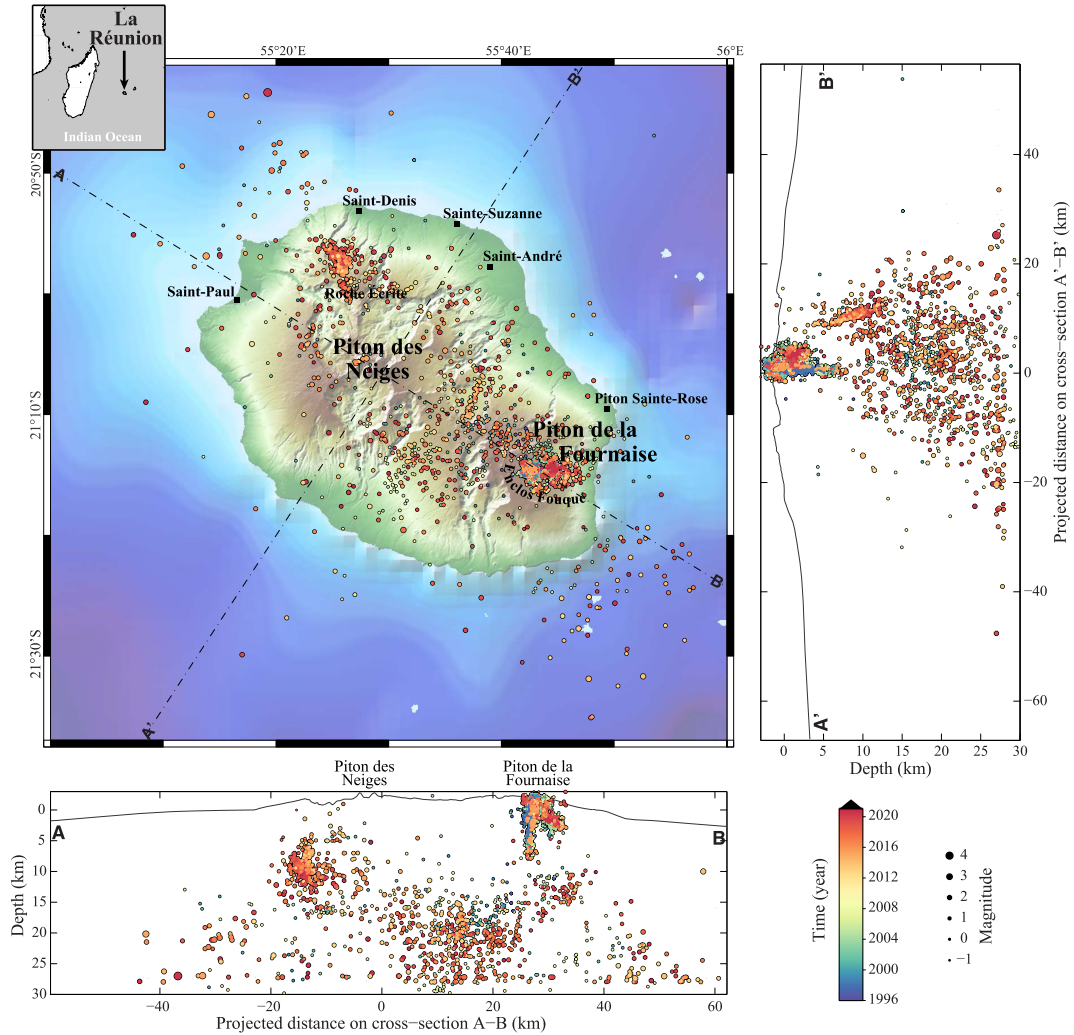 La
Réunion
Indian Ocean
55°20'E
55°40'E
56°E
20°50'S
21°10'S
21°30'S
A
B'
Saint-Denis
Sainte-Suzanne
Saint-André
Saint-Paul
Roche Ecrite
Piton des
Neiges
Piton Sainte-Rose
Piton de la
Fournaise
Enclos Fouqué
B
A'
B'
40
20
0
−20
−40
−60
A'
0
5
10
15
20
25
30
Depth (km)
Projected distance on cross−section A'−B' (km)
Piton des
Neiges
Piton de la
Fournaise
A
B
0
5
10
15
20
25
30
Depth (km)
−40
−20
0
20
40
60
Projected distance on cross−section A−B (km)
Time (year)
2020
2016
2012
2008
2004
2000
1996
4
3
2
1
0
−1
Magnitude